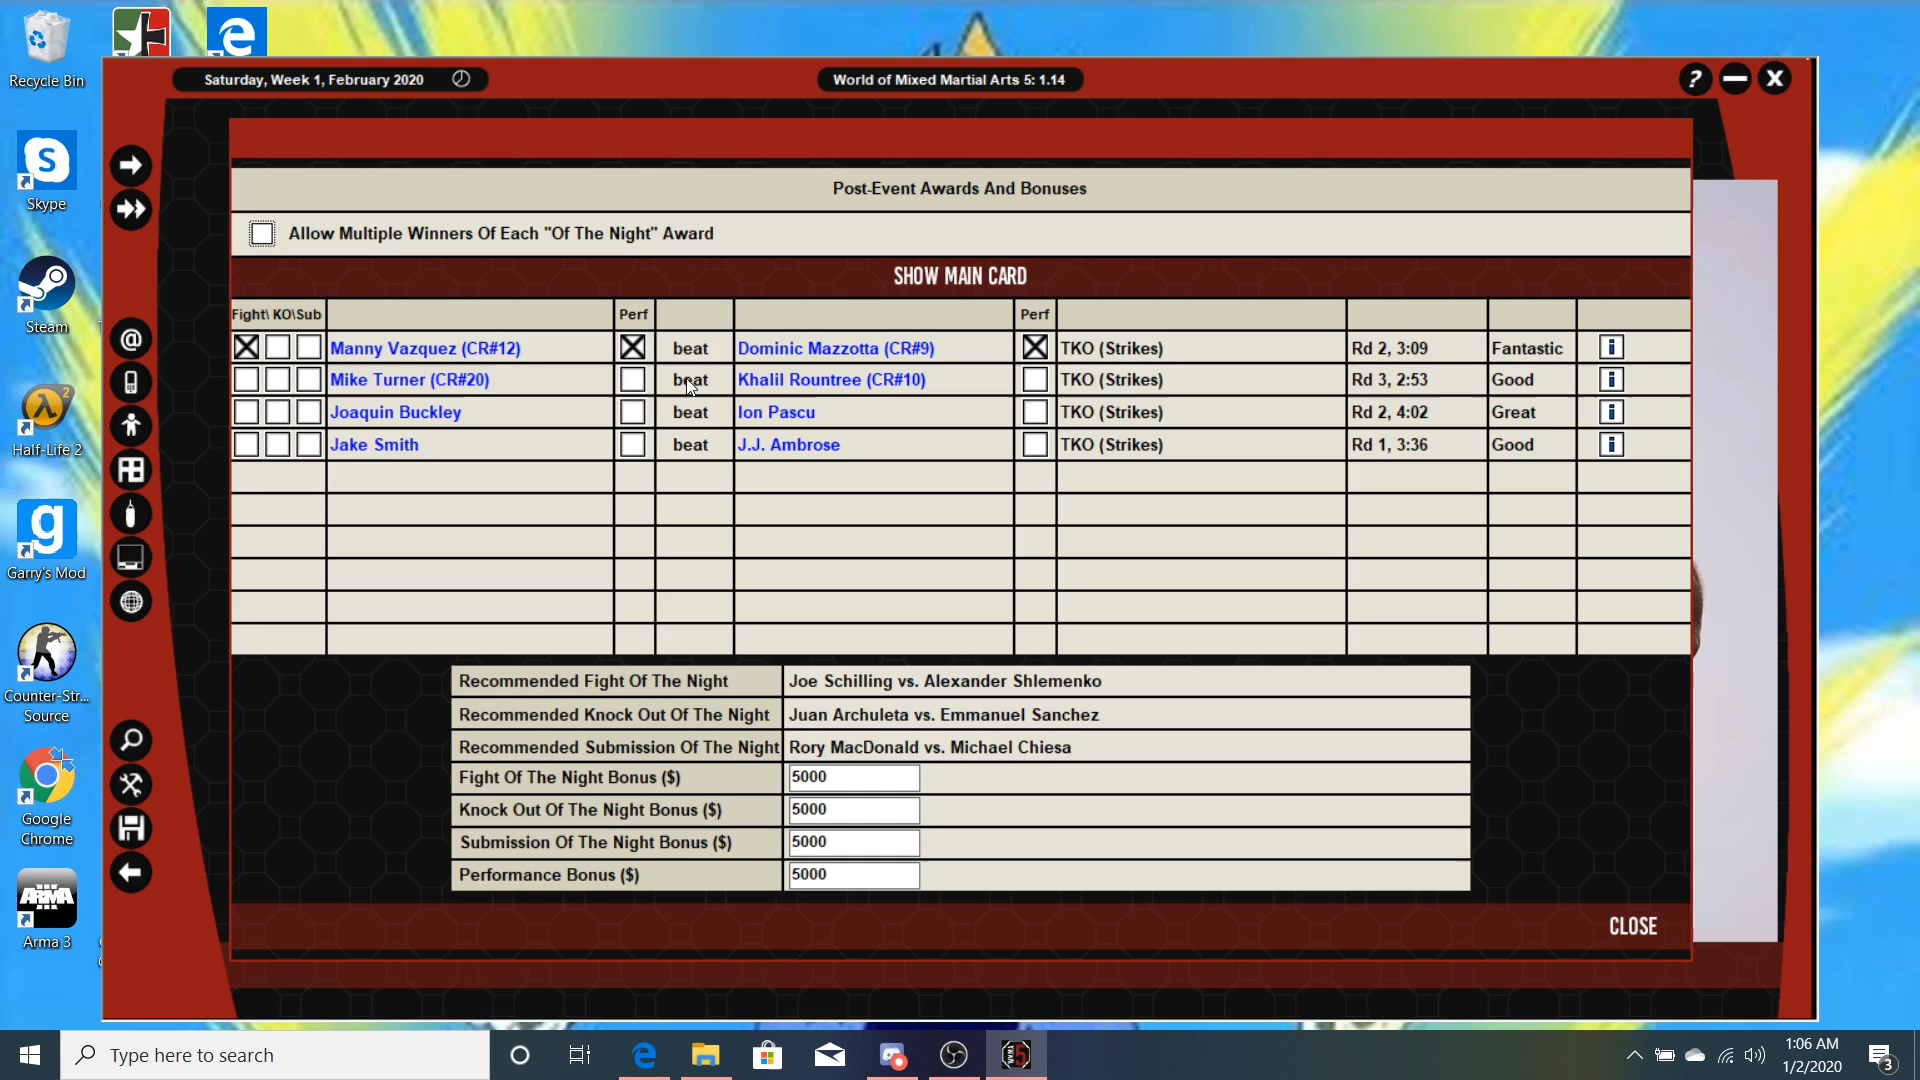 Saturday, Week 1, February 2020
World of Mixed Martial Arts 5: 1.14
?
X
Recycle Bin
Skype
Steam
Half-Life 2
Garry's Mod
Counter-Str...
Source
Google
Chrome
ARMA
Arma 3
Post-Event Awards And Bonuses
Allow Multiple Winners Of Each "Of The Night" Award
SHOW MAIN CARD
Fight\ KO\Sub Perf Perf
Manny Vazquez (CR#12) beat Dominic Mazzotta (CR#9) TKO (Strikes) Rd 2, 3:09 Fantastic i
Mike Turner (CR#20) beat Khalil Rountree (CR#10) TKO (Strikes) Rd 3, 2:53 Good i
Joaquin Buckley beat Ion Pascu TKO (Strikes) Rd 2, 4:02 Great i
Jake Smith beat J.J. Ambrose TKO (Strikes) Rd 1, 3:36 Good i
Recommended Fight Of The Night Joe Schilling vs. Alexander Shlemenko
Recommended Knock Out Of The Night Juan Archuleta vs. Emmanuel Sanchez
Recommended Submission Of The Night Rory MacDonald vs. Michael Chiesa
Fight Of The Night Bonus ($) 5000
Knock Out Of The Night Bonus ($) 5000
Submission Of The Night Bonus ($) 5000
Performance Bonus ($) 5000
CLOSE
Type here to search
1:06 AM
1/2/2020
3